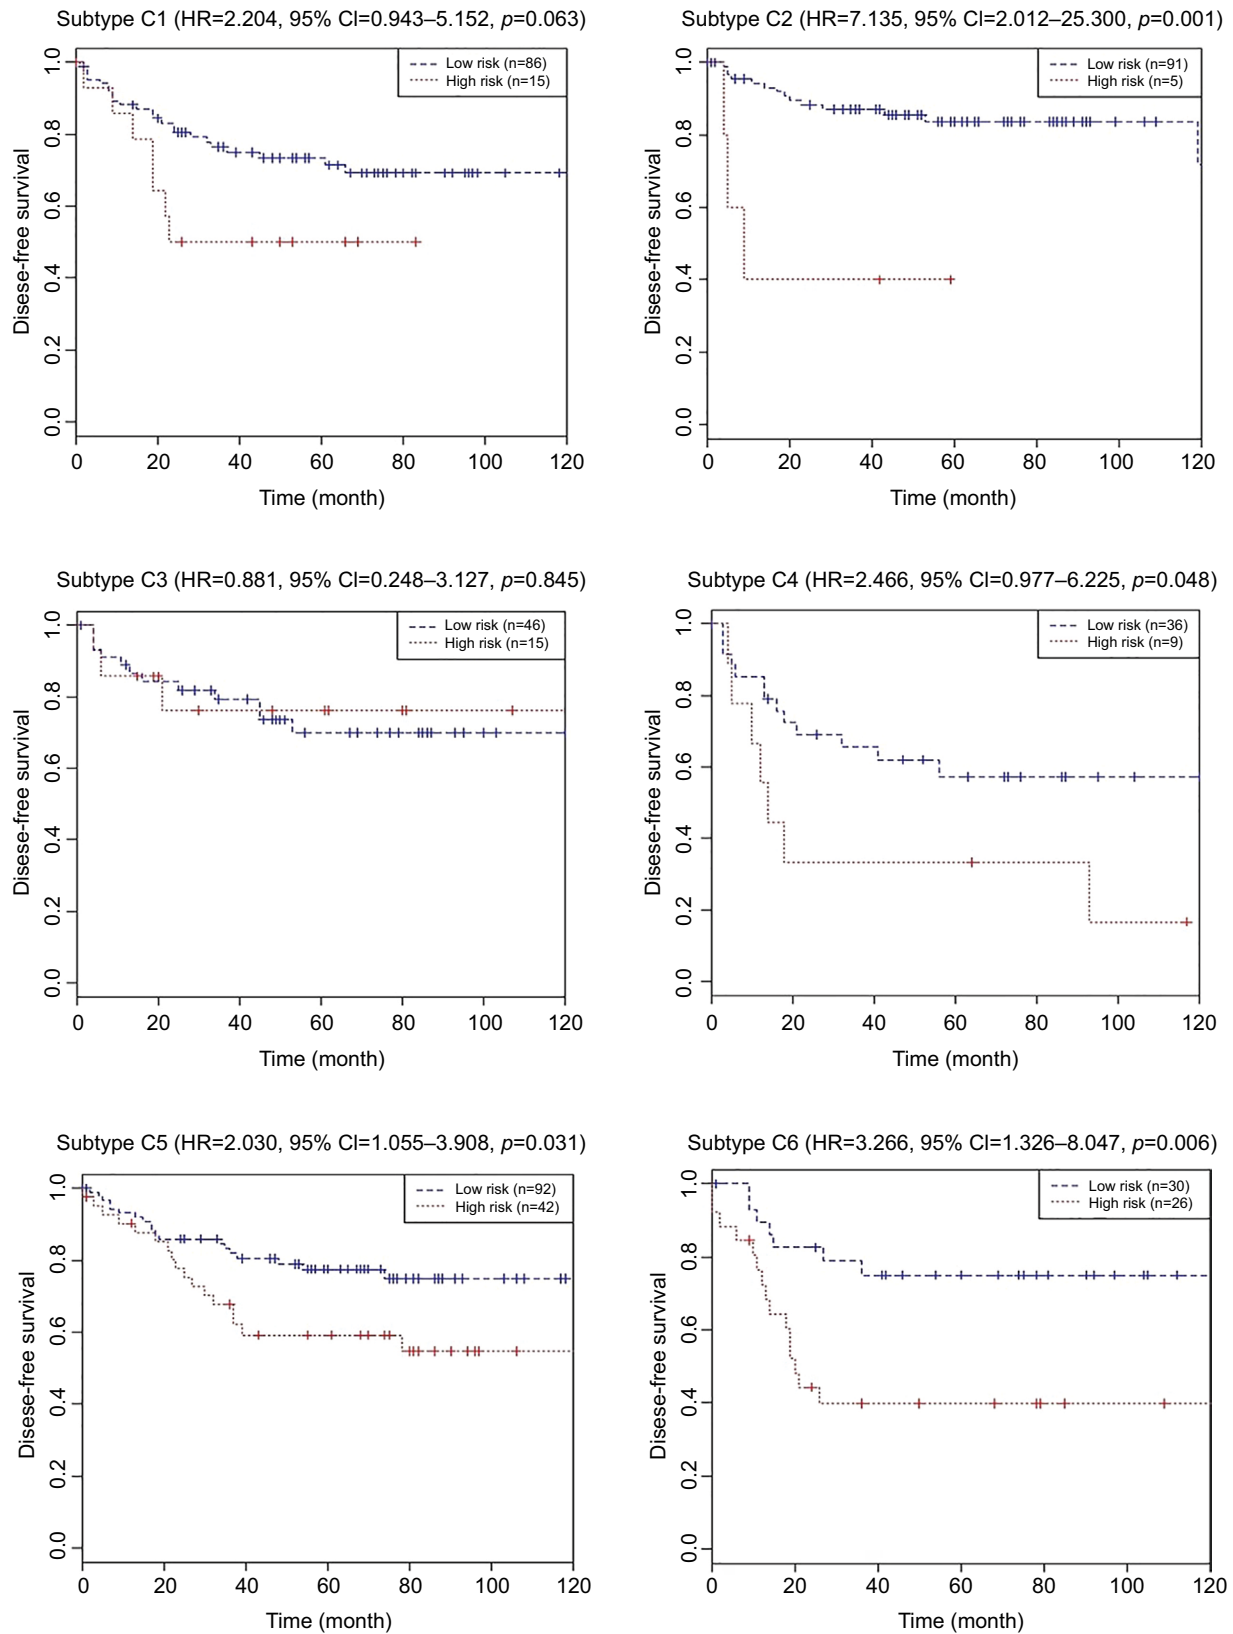 Subtype C1 (HR=2.204, 95% CI=0.943–5.152, p=0.063)
Low risk (n=86)
High risk (n=15)
Disese-free survival
1.0
0.8
0.6
0.4
0.2
0.0
0 20 40 60 80 100 120
Time (month)
Subtype C2 (HR=7.135, 95% CI=2.012–25.300, p=0.001)
Low risk (n=91)
High risk (n=5)
Disese-free survival
1.0
0.8
0.6
0.4
0.2
0.0
0 20 40 60 80 100 120
Time (month)
Subtype C3 (HR=0.881, 95% CI=0.248–3.127, p=0.845)
Low risk (n=46)
High risk (n=15)
Disese-free survival
1.0
0.8
0.6
0.4
0.2
0.0
0 20 40 60 80 100 120
Time (month)
Subtype C4 (HR=2.466, 95% CI=0.977–6.225, p=0.048)
Low risk (n=36)
High risk (n=9)
Disese-free survival
1.0
0.8
0.6
0.4
0.2
0.0
0 20 40 60 80 100 120
Time (month)
Subtype C5 (HR=2.030, 95% CI=1.055–3.908, p=0.031)
Low risk (n=92)
High risk (n=42)
Disese-free survival
1.0
0.8
0.6
0.4
0.2
0.0
0 20 40 60 80 100 120
Time (month)
Subtype C6 (HR=3.266, 95% CI=1.326–8.047, p=0.006)
Low risk (n=30)
High risk (n=26)
Disese-free survival
1.0
0.8
0.6
0.4
0.2
0.0
0 20 40 60 80 100 120
Time (month)